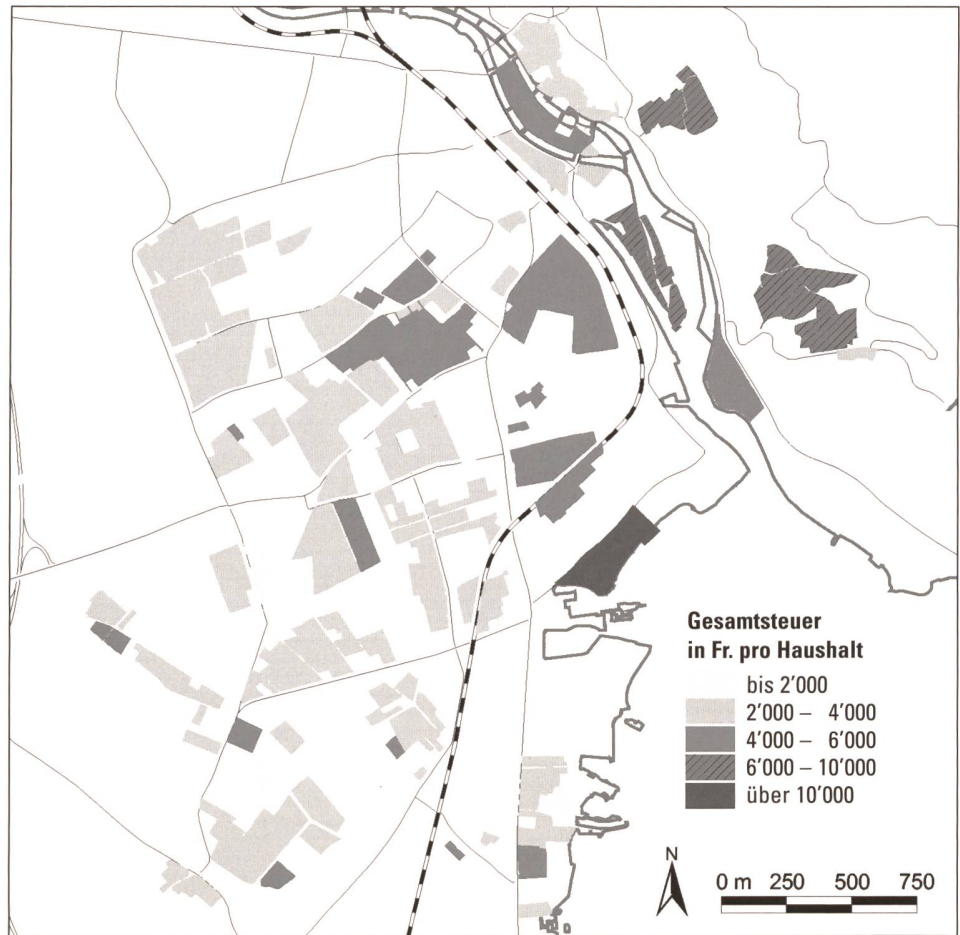 Gesamtsteuer
in Fr. pro Haushalt
bis 2’000
2’000 – 4’000
4’000 – 6’000
6’000 – 10’000
über 10’000
N
0 m 250 500 750